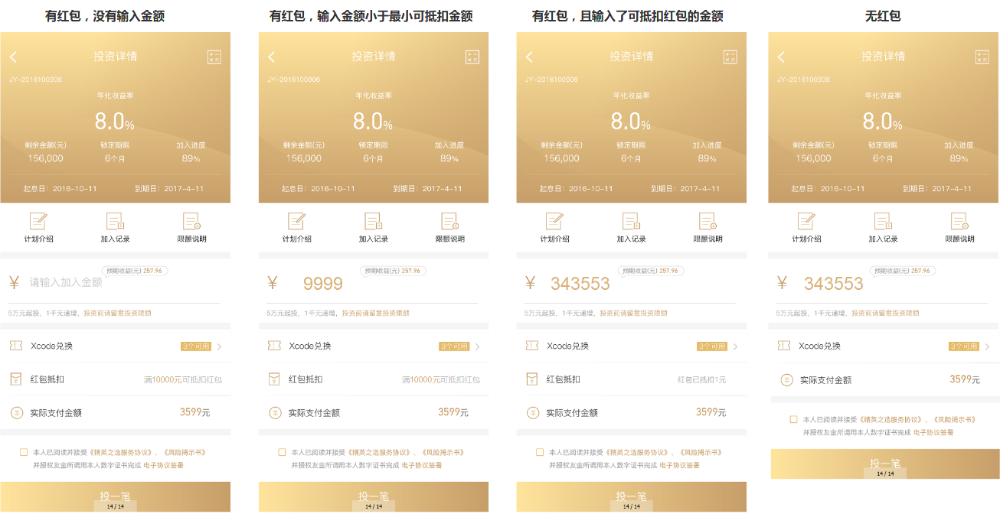 有红包，没有输入金额
投资详情
JY-2016100906
年化收益率
8.0%
剩余金额(元) 锁定期限 加入进度
156,000 6个月 89%
起息日：2016-10-11 到期日：2017-4-11
计划介绍 加入记录 限额说明
预期收益(元) 257.96
¥ 请输入加入金额
5万元起投，1千元递增，投资前请留意投资限额
Xcode兑换 3个可用
红包抵扣 满10000元可抵扣红包
实际支付金额 3599元
本人已阅读并接受《精英之选服务协议》、《风险揭示书》
并授权友金所调用本人数字证书完成 电子协议签署
投一笔
14 / 14
有红包，输入金额小于最小可抵扣金额
投资详情
JY-2016100906
年化收益率
8.0%
剩余金额(元) 锁定期限 加入进度
156,000 6个月 89%
起息日：2016-10-11 到期日：2017-4-11
计划介绍 加入记录 限额说明
预期收益(元) 257.96
¥ 9999
5万元起投，1千元递增，投资前请留意投资限额
Xcode兑换 3个可用
红包抵扣 满10000元可抵扣红包
实际支付金额 3599元
本人已阅读并接受《精英之选服务协议》、《风险揭示书》
并授权友金所调用本人数字证书完成 电子协议签署
投一笔
14 / 14
有红包，且输入了可抵扣红包的金额
投资详情
JY-2016100906
年化收益率
8.0%
剩余金额(元) 锁定期限 加入进度
156,000 6个月 89%
起息日：2016-10-11 到期日：2017-4-11
计划介绍 加入记录 限额说明
预期收益(元) 257.96
¥ 343553
5万元起投，1千元递增，投资前请留意投资限额
Xcode兑换 3个可用
红包抵扣 红包已抵扣1元
实际支付金额 3599元
本人已阅读并接受《精英之选服务协议》、《风险揭示书》
并授权友金所调用本人数字证书完成 电子协议签署
投一笔
14 / 14
无红包
投资详情
JY-2016100906
年化收益率
8.0%
剩余金额(元) 锁定期限 加入进度
156,000 6个月 89%
起息日：2016-10-11 到期日：2017-4-11
计划介绍 加入记录 限额说明
预期收益(元) 257.96
¥ 343553
5万元起投，1千元递增，投资前请留意投资限额
Xcode兑换 3个可用
实际支付金额 3599元
本人已阅读并接受《精英之选服务协议》、《风险揭示书》
并授权友金所调用本人数字证书完成 电子协议签署
投一笔
14 / 14